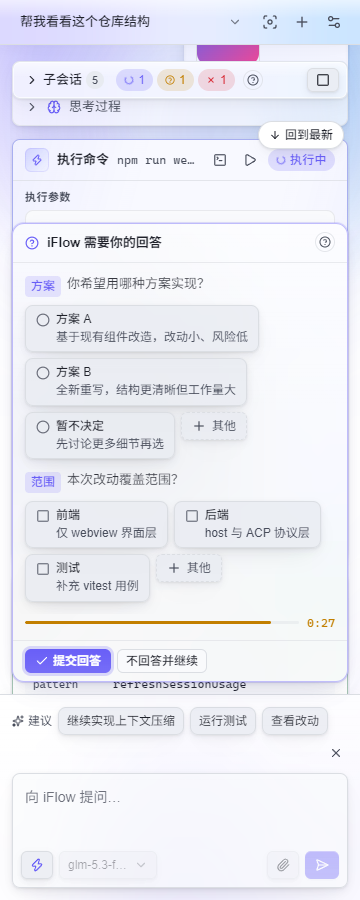 帮我看看这个仓库结构
子会话 5 1 1 1
思考过程
回到最新
执行命令 npm run we… 执行中
执行参数
iFlow 需要你的回答
方案 你希望用哪种方案实现？
方案 A
基于现有组件改造，改动小、风险低
方案 B
全新重写，结构更清晰但工作量大
暂不决定
先讨论更多细节再选
其他
范围 本次改动覆盖范围？
前端
仅 webview 界面层
后端
host 与 ACP 协议层
测试
补充 vitest 用例
其他
0:27
提交回答 不回答并继续
pattern refreshSessionUsage
建议 继续实现上下文压缩 运行测试 查看改动
向 iFlow 提问…
glm-5.3-f…